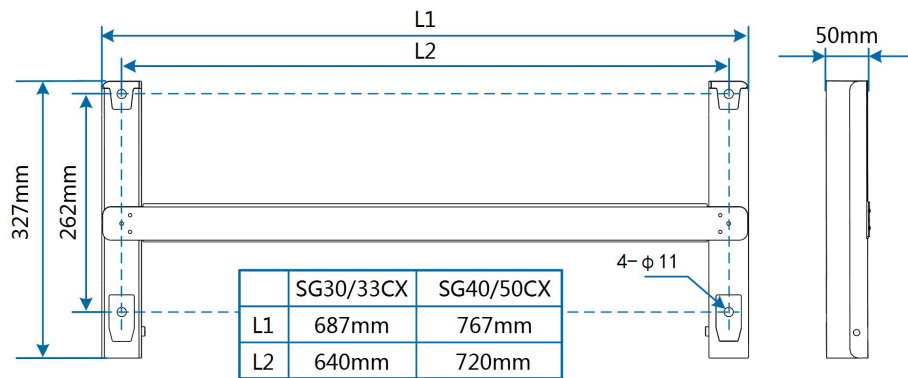 L1
50mm
L2
327mm
262mm
4-φ11
SG30/33CX SG40/50CX
L1 687mm 767mm
L2 640mm 720mm